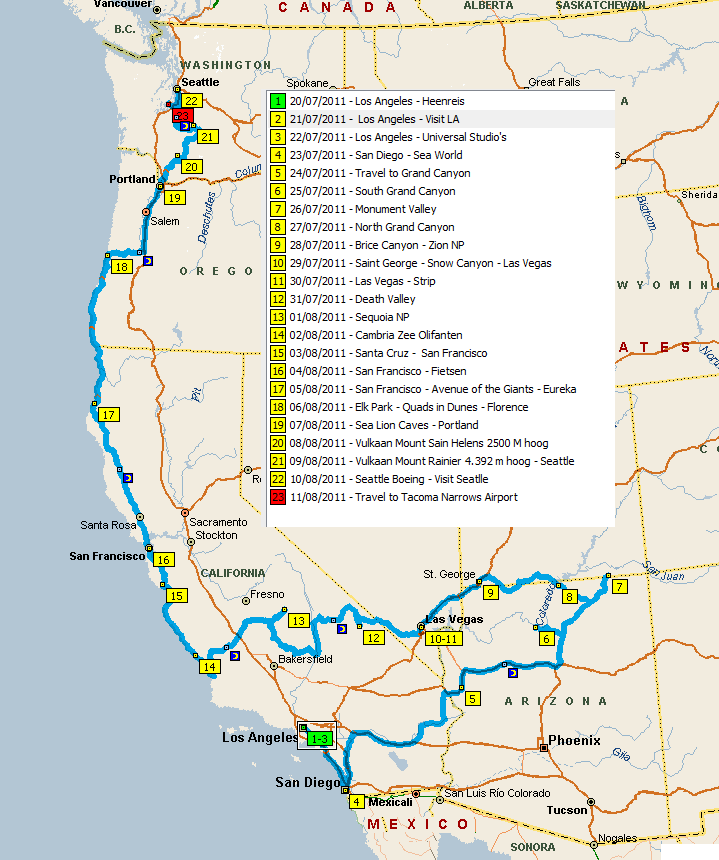 Vancouver
CANADA
ALBERTA
SASKATCHEWAN
B.C.
WASHINGTON
Seattle
Spokane
Great Falls
22
21
20
Portland
19
Salem
Deschutes
18
OREGO
Pit
17
1 20/07/2011 - Los Angeles - Heenreis
2 21/07/2011 - Los Angeles - Visit LA
3 22/07/2011 - Los Angeles - Universal Studio's
4 23/07/2011 - San Diego - Sea World
5 24/07/2011 - Travel to Grand Canyon
6 25/07/2011 - South Grand Canyon
7 26/07/2011 - Monument Valley
8 27/07/2011 - North Grand Canyon
9 28/07/2011 - Brice Canyon - Zion NP
10 29/07/2011 - Saint George - Snow Canyon - Las Vegas
11 30/07/2011 - Las Vegas - Strip
12 31/07/2011 - Death Valley
13 01/08/2011 - Sequoia NP
14 02/08/2011 - Cambria Zee Olifanten
15 03/08/2011 - Santa Cruz - San Francisco
16 04/08/2011 - San Francisco - Fietsen
17 05/08/2011 - San Francisco - Avenue of the Giants - Eureka
18 06/08/2011 - Elk Park - Quads in Dunes - Florence
19 07/08/2011 - Sea Lion Caves - Portland
20 08/08/2011 - Vulkaan Mount Sain Helens 2500 M hoog
21 09/08/2011 - Vulkaan Mount Rainier 4.392 m hoog - Seattle
22 10/08/2011 - Seattle Boeing - Visit Seatlle
23 11/08/2011 - Travel to Tacoma Narrows Airport
A
Sheridan
Bighorn
WYOMIN
ATES
North
CO
Santa Rosa
Sacramento
Stockton
San Francisco
16
CALIFORNIA
15
Fresno
13
14
Bakersfield
12
St. George
9
Las Vegas
10-11
Colorado
8
7
San Juan
6
5
ARIZONA
Los Angeles
1-3
Phoenix
Gila
San Diego
4
Mexicali
San Luis Río Colorado
Tucson
MEXICO
Nogales
SONORA